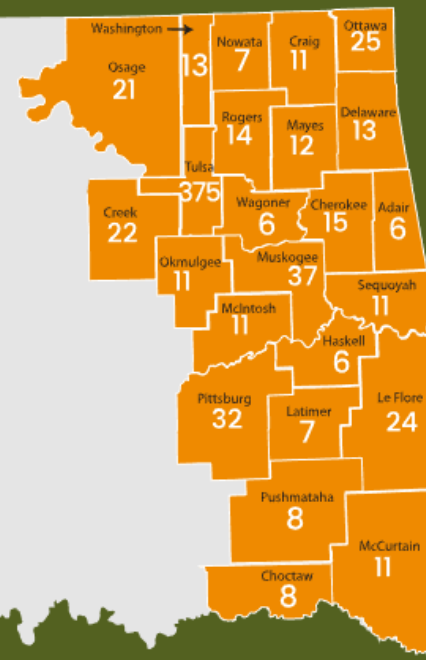 Washington
13
Osage
21
Nowata
7
Craig
11
Ottawa
25
Rogers
14
Mayes
12
Delaware
13
Tulsa
375
Creek
22
Wagoner
6
Cherokee
15
Adair
6
Okmulgee
11
Muskogee
37
Sequoyah
11
McIntosh
11
Haskell
6
Pittsburg
32
Latimer
7
Le Flore
24
Pushmataha
8
McCurtain
11
Choctaw
8